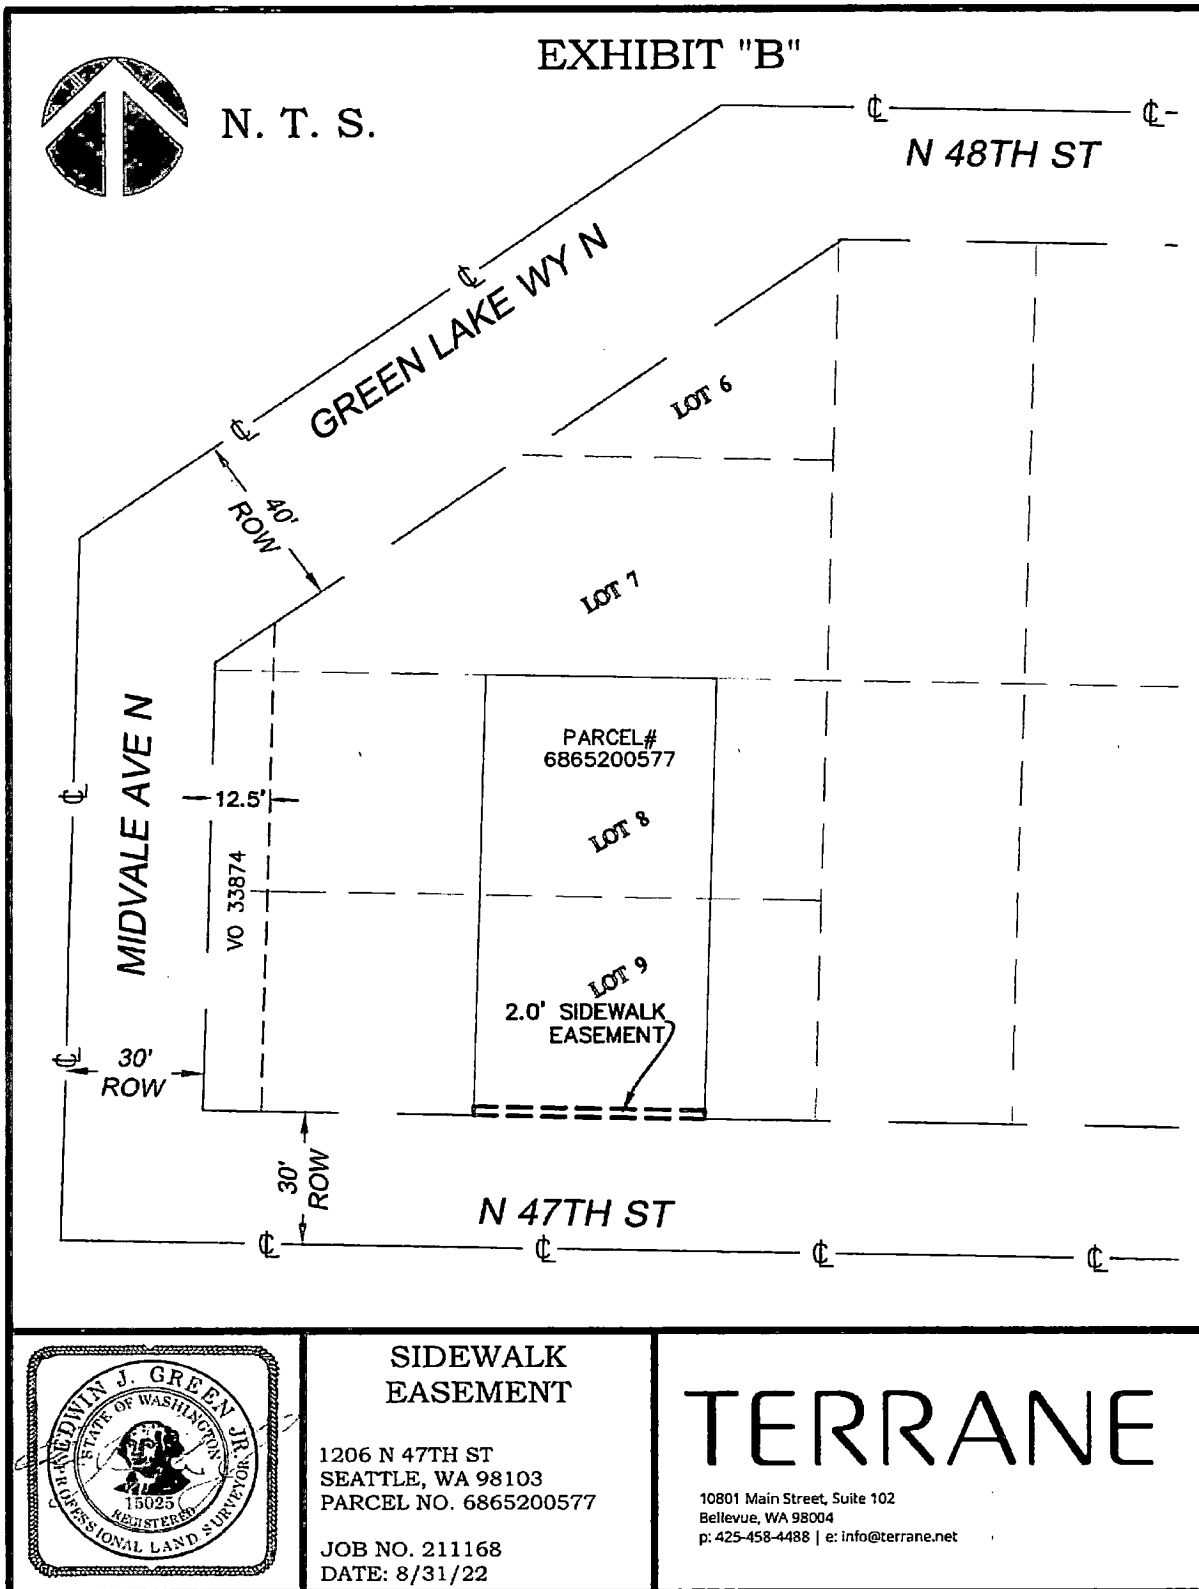 EXHIBIT "B"
N. T. S.
℄
℄
N 48TH ST
℄
GREEN LAKE WY N
℄
LOT 6
40'
ROW
LOT 7
MIDVALE AVE N
℄
12.5'
VO 33874
PARCEL#
6865200577
LOT 8
LOT 9
2.0' SIDEWALK
EASEMENT
℄
30'
ROW
30'
ROW
N 47TH ST
℄
℄
℄
℄
EDWIN J. GREEN JR
STATE OF WASHINGTON
15025
REGISTERED
PROFESSIONAL LAND SURVEYOR
SIDEWALK
EASEMENT
1206 N 47TH ST
SEATTLE, WA 98103
PARCEL NO. 6865200577
JOB NO. 211168
DATE: 8/31/22
TERRANE
10801 Main Street, Suite 102
Bellevue, WA 98004
p: 425-458-4488 | e: info@terrane.net